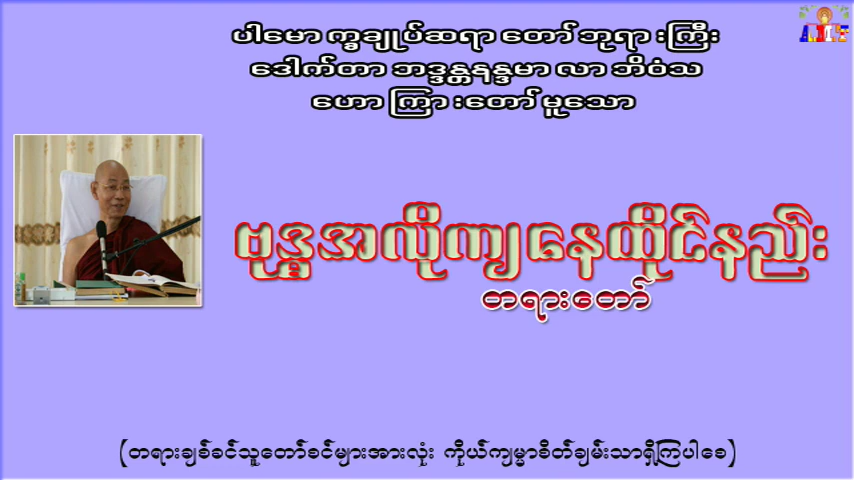 ပါမော က္ခချုပ်ဆရာ တော် ဘုရာ းကြီး
ဒေါက်တာ ဘဒ္ဒန္တနန္ဒမာ လာ ဘိဝံသ
ဟော ကြာ းတော် မူသော
ဗုဒ္ဓအလိုကျနေထိုင်နည်း
တရားတော်
(တရားချစ်ခင်သူတော်စင်များအားလုံး ကိုယ်ကျမ္မာစိတ်ချမ်းသာရှိကြပါစေ)